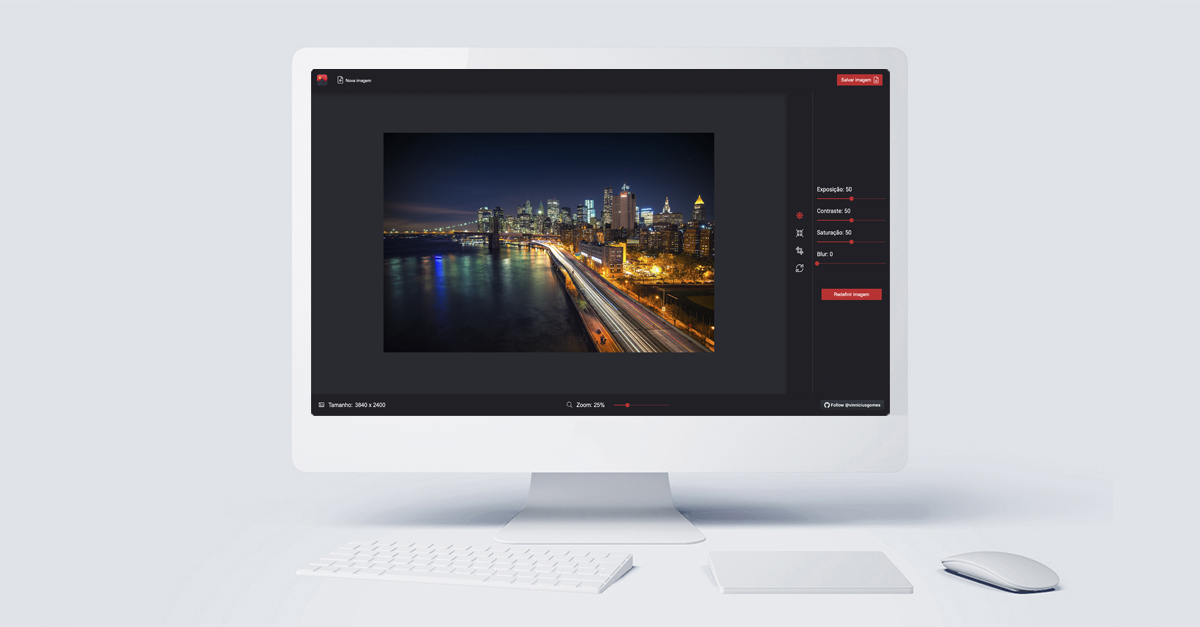 Nova imagem
Salvar imagem
Exposição: 50
Contraste: 50
Saturação: 50
Blur: 0
Redefinir imagem
Tamanho: 3840 x 2400
Zoom: 25%
Follow @vinniciusgomes